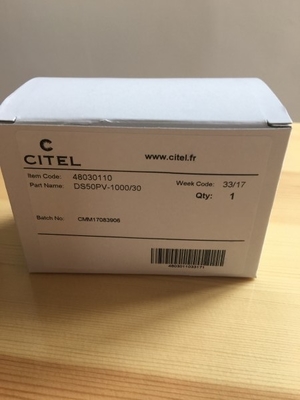 C
CITEL
www.citel.fr
Item Code: 48030110
Part Name: DS50PV-1000/30
Week Code: 33/17
Qty: 1
Batch No: CMM17083906